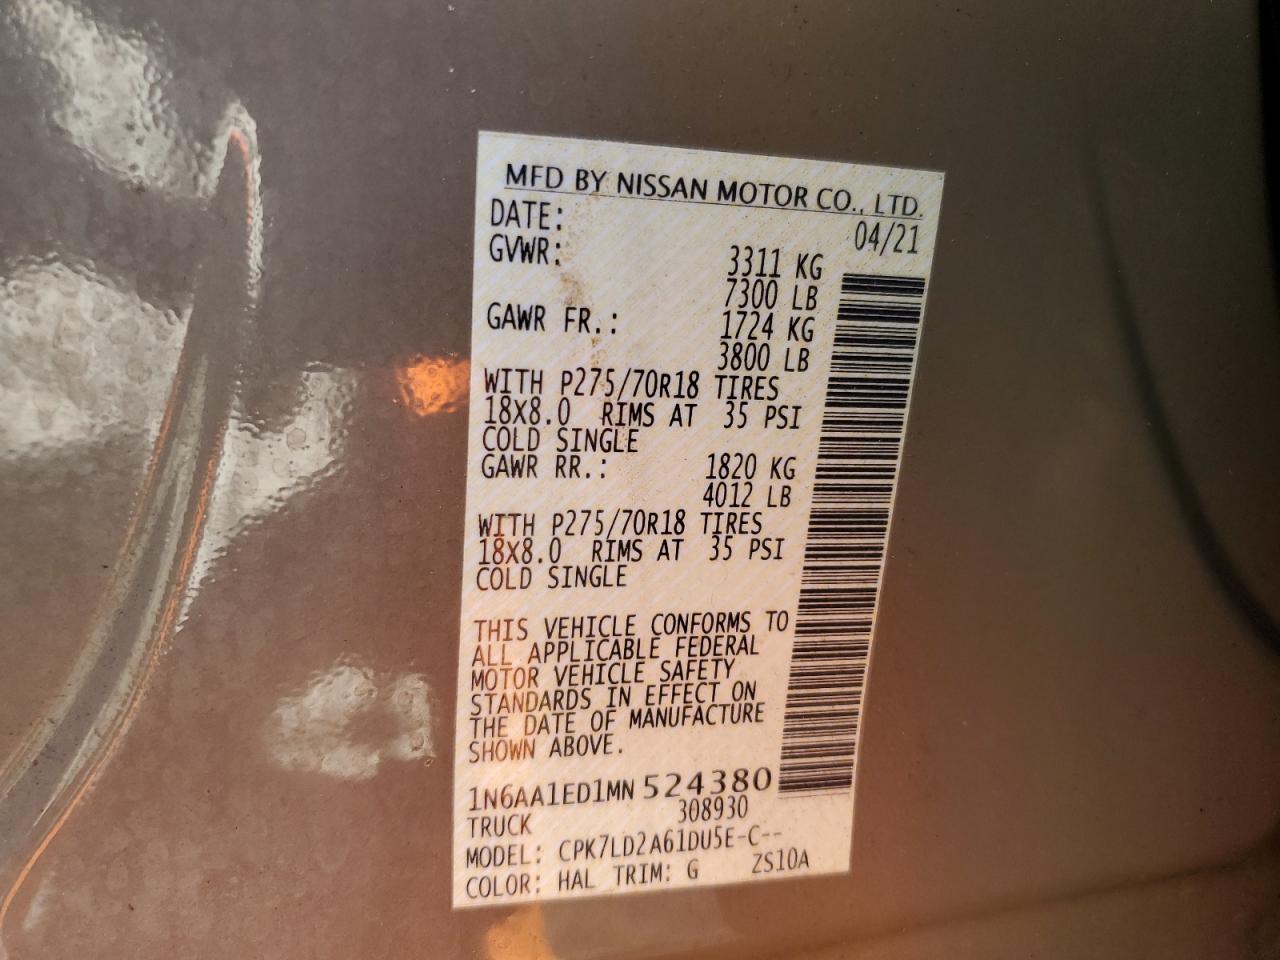 MFD BY NISSAN MOTOR CO., LTD.
DATE: 04/21
GVWR: 3311 KG
7300 LB
GAWR FR.: 1724 KG
3800 LB
WITH P275/70R18 TIRES
18X8.0 RIMS AT 35 PSI
COLD SINGLE
GAWR RR.: 1820 KG
4012 LB
WITH P275/70R18 TIRES
18X8.0 RIMS AT 35 PSI
COLD SINGLE
THIS VEHICLE CONFORMS TO
ALL APPLICABLE FEDERAL
MOTOR VEHICLE SAFETY
STANDARDS IN EFFECT ON
THE DATE OF MANUFACTURE
SHOWN ABOVE.
1N6AA1ED1MN524380
TRUCK 308930
MODEL: CPK7LD2A61DU5E-C--
COLOR: HAL TRIM: G ZS10A